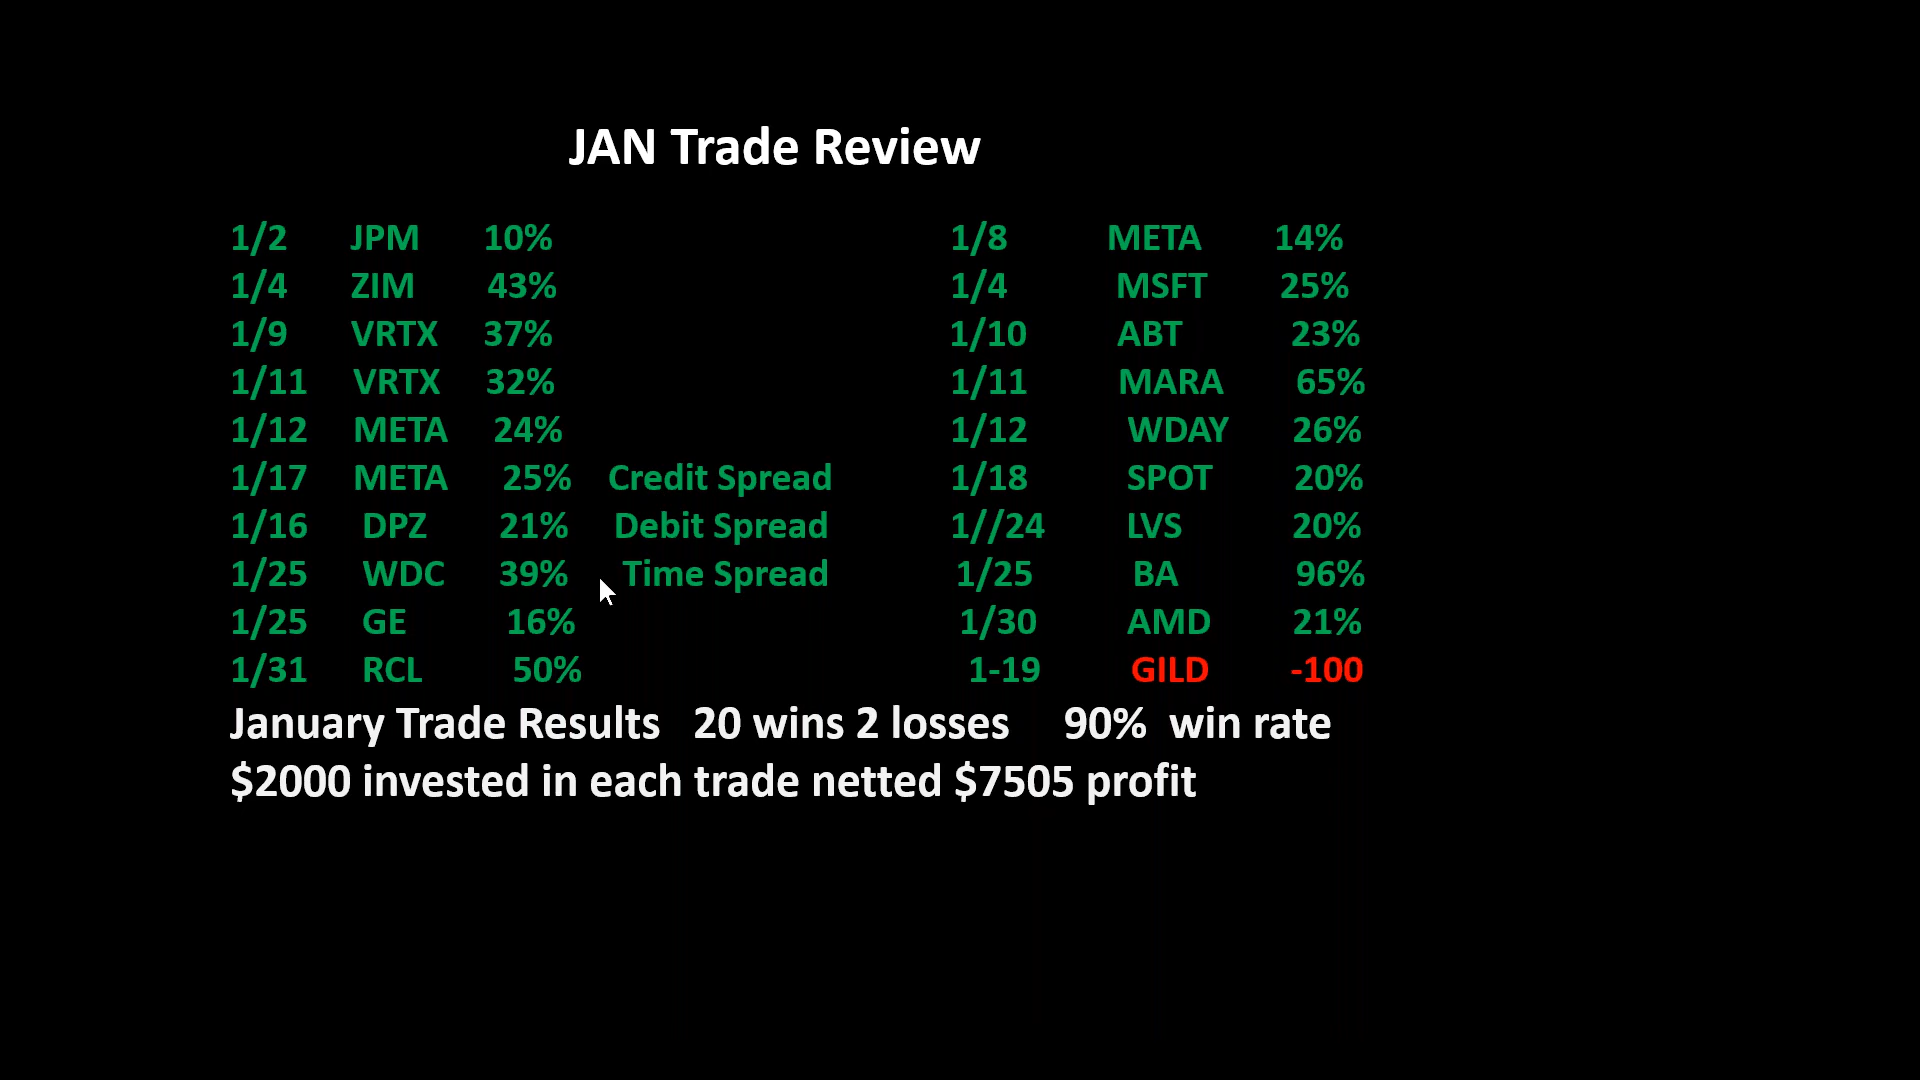 JAN Trade Review
1/2 JPM 10% 1/8 META 14%
1/4 ZIM 43% 1/4 MSFT 25%
1/9 VRTX 37% 1/10 ABT 23%
1/11 VRTX 32% 1/11 MARA 65%
1/12 META 24% 1/12 WDAY 26%
1/17 META 25% Credit Spread 1/18 SPOT 20%
1/16 DPZ 21% Debit Spread 1//24 LVS 20%
1/25 WDC 39% Time Spread 1/25 BA 96%
1/25 GE 16% 1/30 AMD 21%
1/31 RCL 50% 1-19 GILD -100
January Trade Results 20 wins 2 losses 90% win rate
$2000 invested in each trade netted $7505 profit